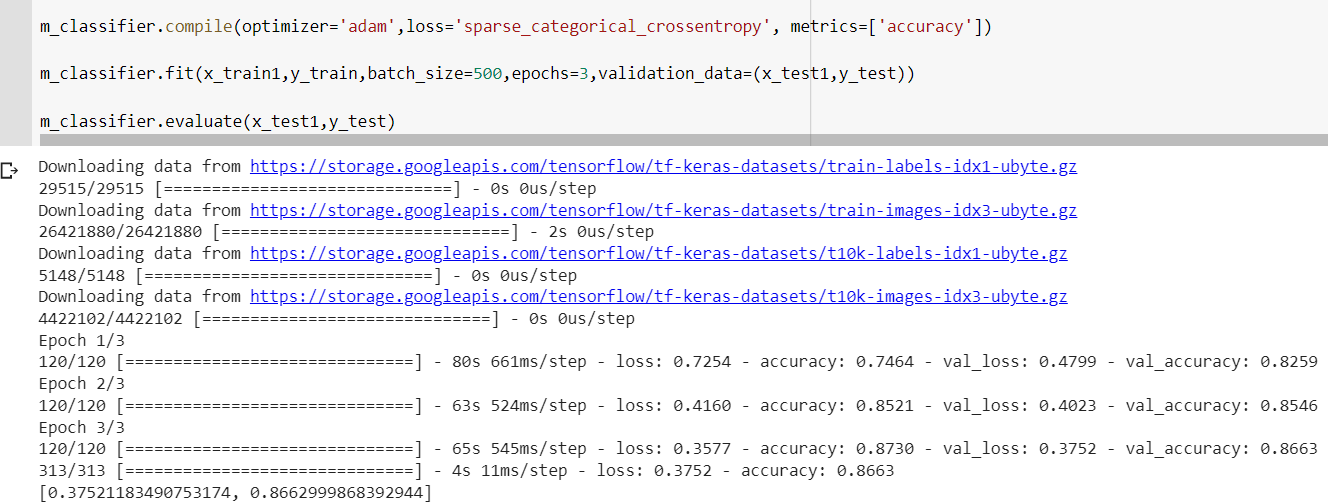 m_classifier.compile(optimizer='adam',loss='sparse_categorical_crossentropy', metrics=['accuracy'])
m_classifier.fit(x_train1,y_train,batch_size=500,epochs=3,validation_data=(x_test1,y_test))
m_classifier.evaluate(x_test1,y_test)
Downloading data from https://storage.googleapis.com/tensorflow/tf-keras-datasets/train-labels-idx1-ubyte.gz
29515/29515 [==============================] - 0s 0us/step
Downloading data from https://storage.googleapis.com/tensorflow/tf-keras-datasets/train-images-idx3-ubyte.gz
26421880/26421880 [==============================] - 2s 0us/step
Downloading data from https://storage.googleapis.com/tensorflow/tf-keras-datasets/t10k-labels-idx1-ubyte.gz
5148/5148 [==============================] - 0s 0us/step
Downloading data from https://storage.googleapis.com/tensorflow/tf-keras-datasets/t10k-images-idx3-ubyte.gz
4422102/4422102 [==============================] - 0s 0us/step
Epoch 1/3
120/120 [==============================] - 80s 661ms/step - loss: 0.7254 - accuracy: 0.7464 - val_loss: 0.4799 - val_accuracy: 0.8259
Epoch 2/3
120/120 [==============================] - 63s 524ms/step - loss: 0.4160 - accuracy: 0.8521 - val_loss: 0.4023 - val_accuracy: 0.8546
Epoch 3/3
120/120 [==============================] - 65s 545ms/step - loss: 0.3577 - accuracy: 0.8730 - val_loss: 0.3752 - val_accuracy: 0.8663
313/313 [==============================] - 4s 11ms/step - loss: 0.3752 - accuracy: 0.8663
[0.37521183490753174, 0.8662999868392944]